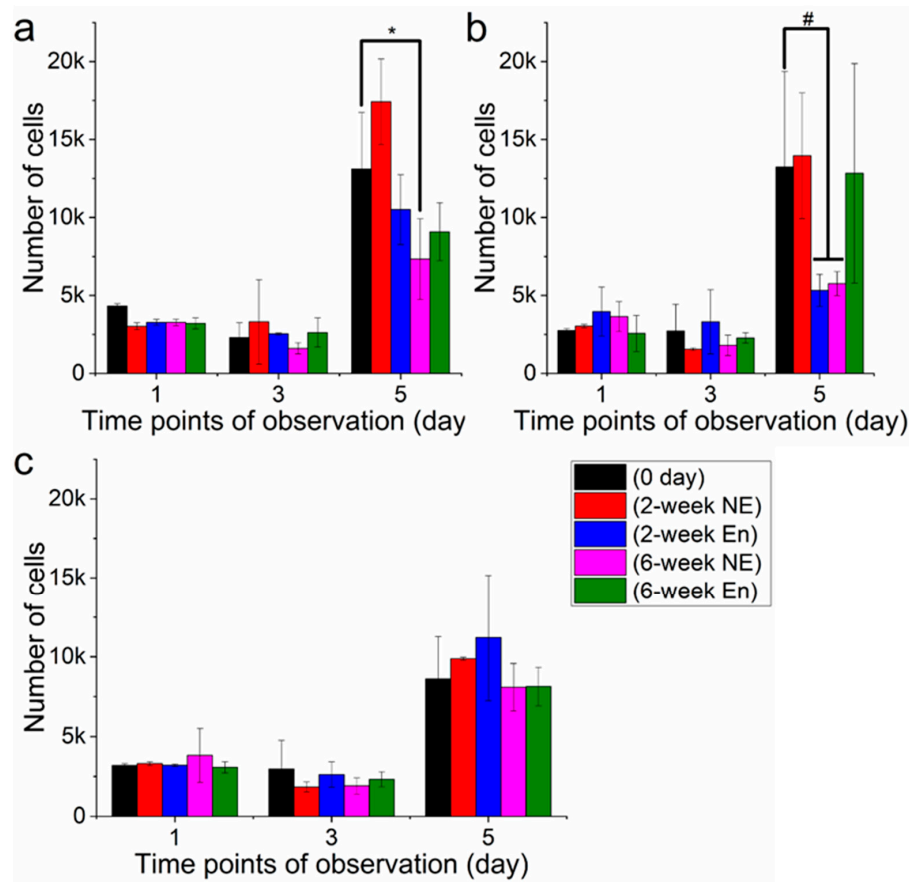 a
*
20k
15k
10k
5k
0
Number of cells
1 3 5
Time points of observation (day
b
#
20k
15k
10k
5k
0
Number of cells
1 3 5
Time points of observation (day)
c
20k
15k
10k
5k
0
Number of cells
1 3 5
Time points of observation (day)
(0 day)
(2-week NE)
(2-week En)
(6-week NE)
(6-week En)